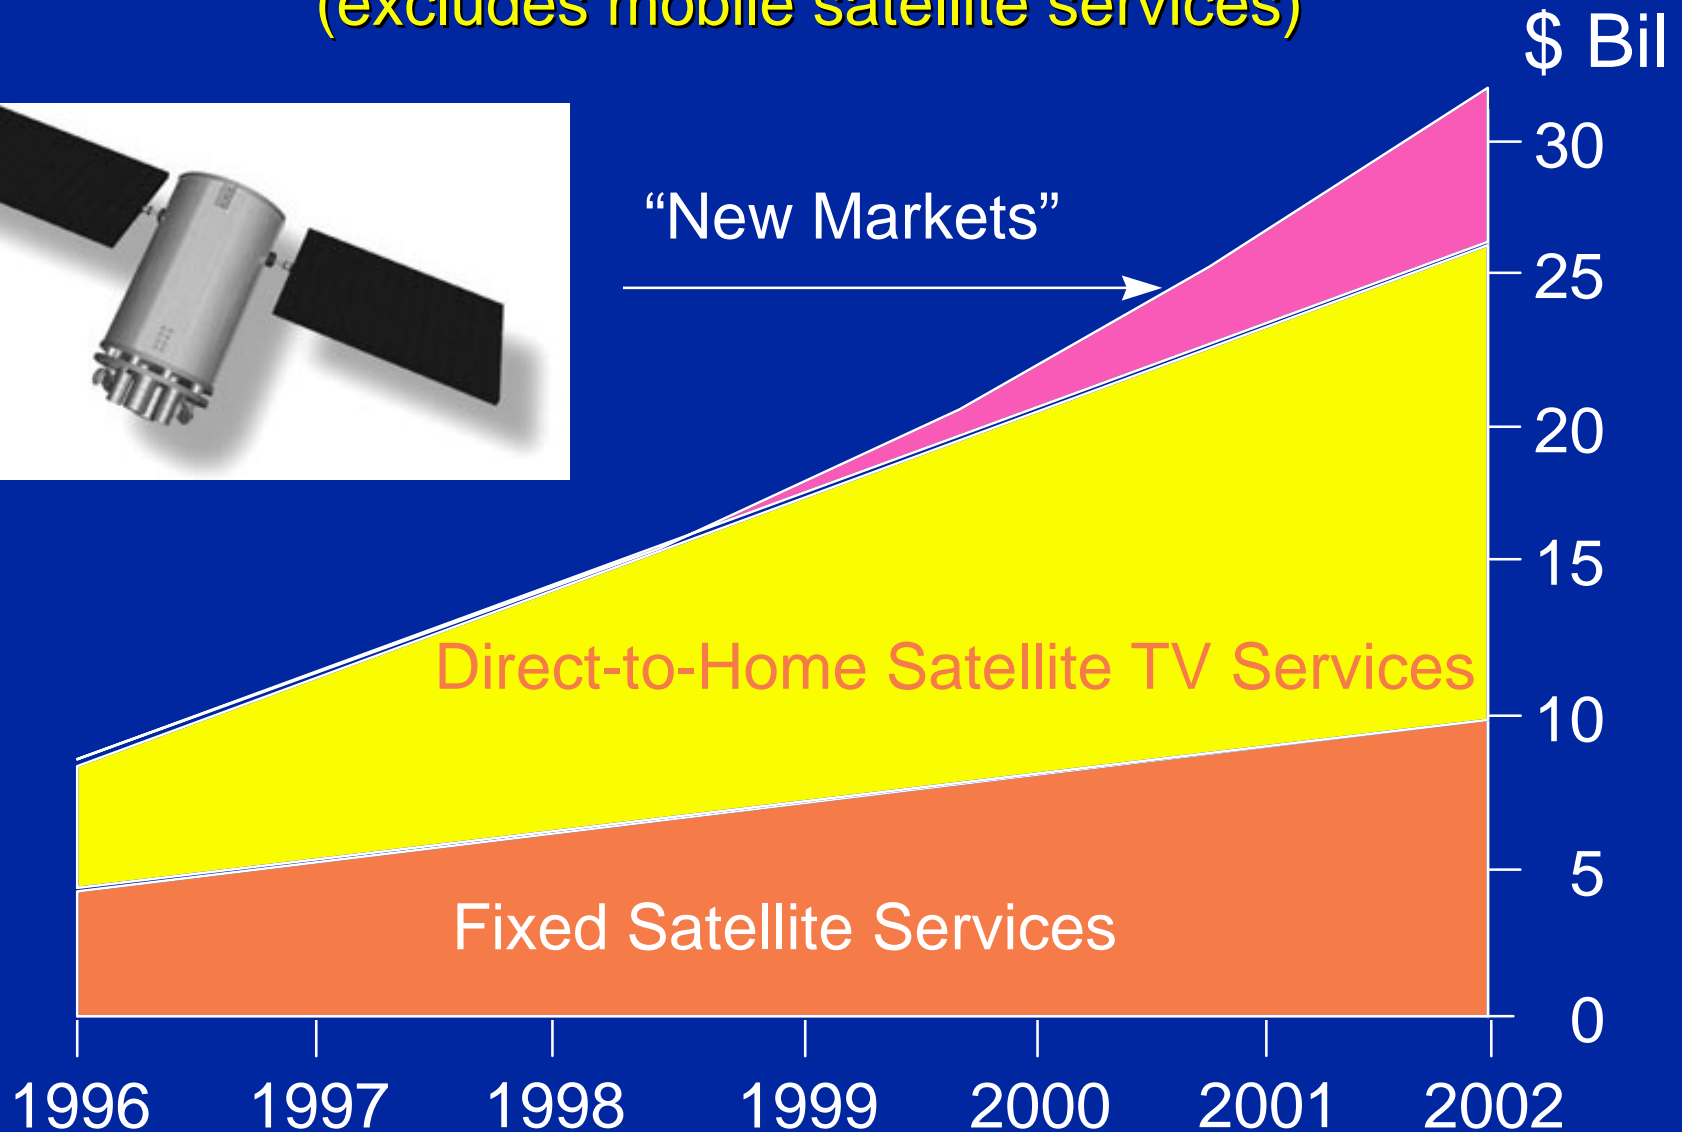 (excludes mobile satellite services)
$ Bil
30
“New Markets”
25
20
15
Direct-to-Home Satellite TV Services
10
5
Fixed Satellite Services
0
1996 1997 1998 1999 2000 2001 2002